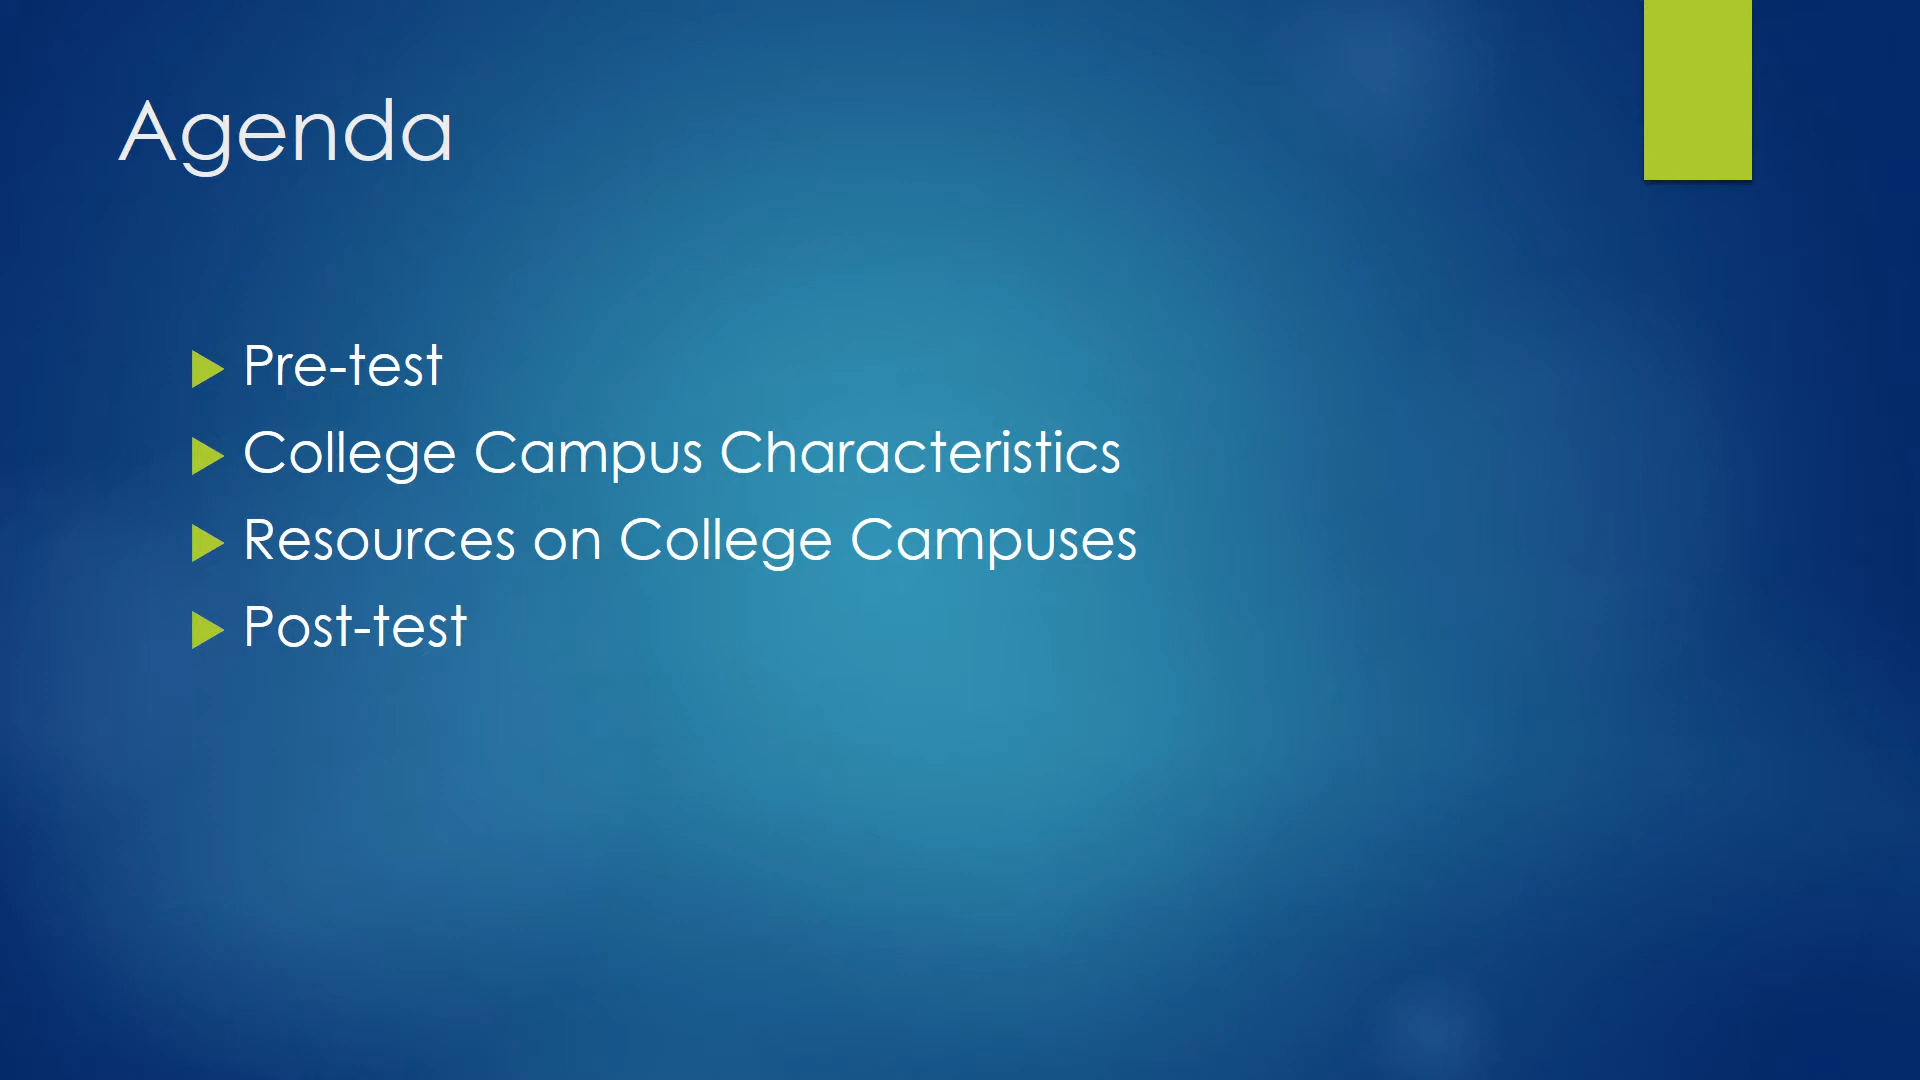 Agenda
Pre-test
College Campus Characteristics
Resources on College Campuses
Post-test